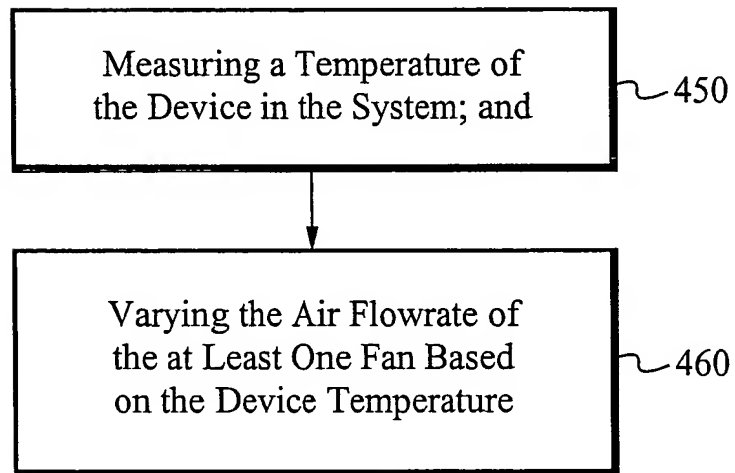 Measuring a Temperature of
the Device in the System; and
450
Varying the Air Flowrate of
the at Least One Fan Based
on the Device Temperature
460